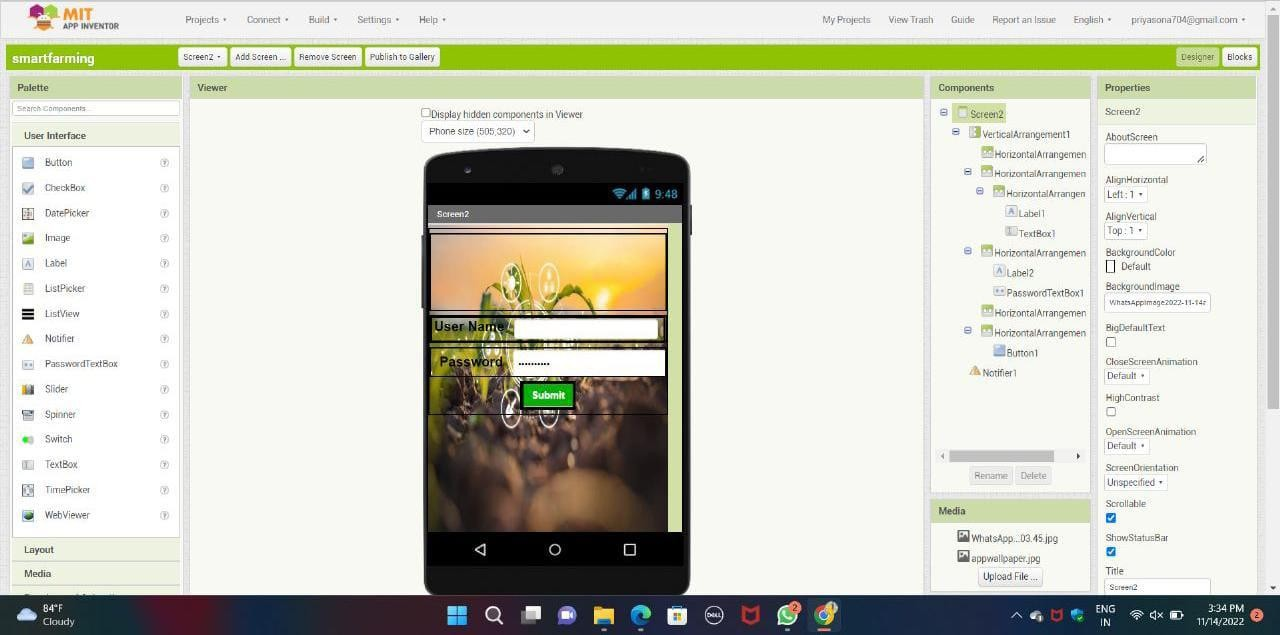 MIT
APP INVENTOR
Projects Connect Build Settings Help My Projects View Trash Guide Report an Issue English priyasona704@gmail.com
smartfarming Screen2 Add Screen ... Remove Screen Publish to Gallery Designer Blocks
Palette
Search Components...
User Interface
Button
CheckBox
DatePicker
Image
Label
ListPicker
ListView
Notifier
PasswordTextBox
Slider
Spinner
Switch
TextBox
TimePicker
WebViewer
Layout
Media
Viewer
Display hidden components in Viewer
Phone size (505,320)
9:48
Screen2
User Name
Password ..........
Submit
Components
Screen2
VerticalArrangement1
HorizontalArrangemen
HorizontalArrangemen
HorizontalArrangen
Label1
TextBox1
HorizontalArrangemen
Label2
PasswordTextBox1
HorizontalArrangemen
HorizontalArrangemen
Button1
Notifier1
Rename Delete
Media
WhatsApp...03.45.jpg
appwallpaper.jpg
Upload File ...
Properties
Screen2
AboutScreen
AlignHorizontal
Left : 1
AlignVertical
Top : 1
BackgroundColor
Default
BackgroundImage
WhatsAppImage2022-11-14a
BigDefaultText
CloseScreenAnimation
Default
HighContrast
OpenScreenAnimation
Default
ScreenOrientation
Unspecified
Scrollable
ShowStatusBar
Title
Screen2
84°F
Cloudy
DELL
2
ENG
IN
3:34 PM
11/14/2022
2